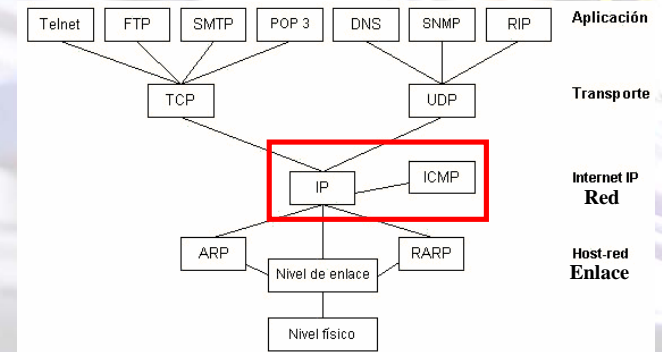 Telnet FTP SMTP POP 3 DNS SNMP RIP Aplicación
TCP UDP Transporte
IP ICMP Internet IP
Red
ARP RARP Host-red
Nivel de enlace Enlace
Nivel físico